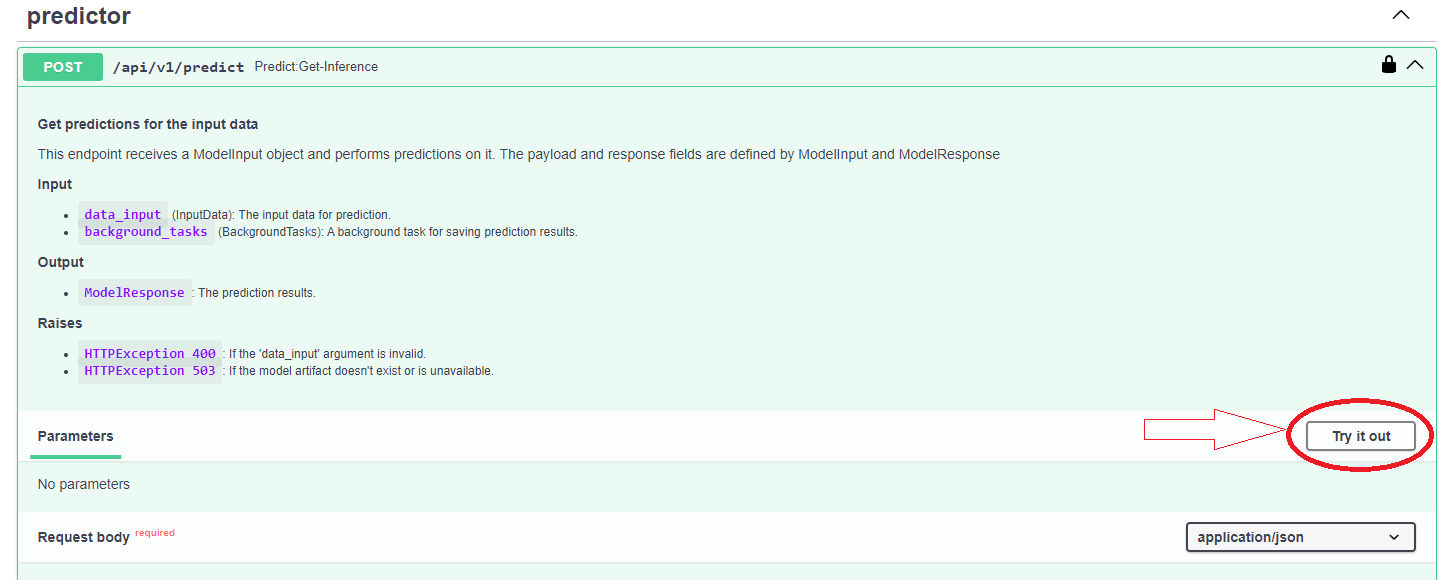 predictor
POST /api/v1/predict Predict:Get-Inference
Get predictions for the input data
This endpoint receives a ModelInput object and performs predictions on it. The payload and response fields are defined by ModelInput and ModelResponse
Input
data_input (InputData): The input data for prediction.
background_tasks (BackgroundTasks): A background task for saving prediction results.
Output
ModelResponse : The prediction results.
Raises
HTTPException 400 : If the 'data_input' argument is invalid.
HTTPException 503 : If the model artifact doesn't exist or is unavailable.
Parameters Try it out
No parameters
Request body required application/json